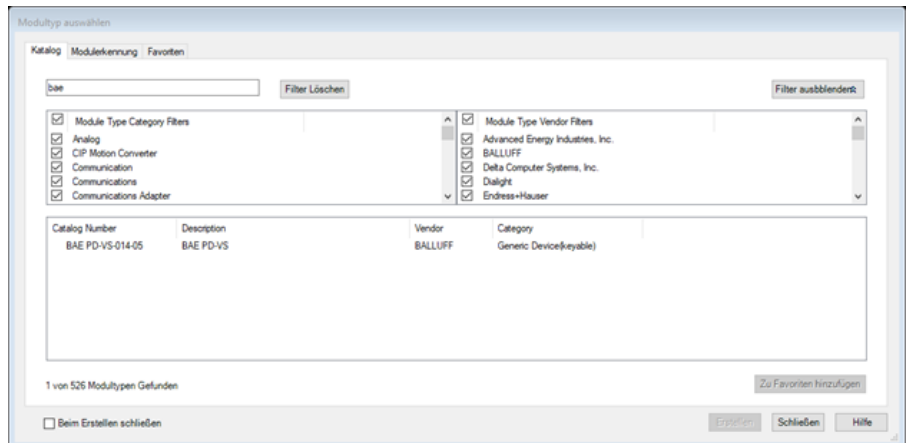 Modultyp auswählen
Katalog Modulerkennung Favoriten
bae Filter Löschen Filter ausbblenden
Module Type Category Filters
Analog
CIP Motion Converter
Communication
Communications
Communications Adapter
Module Type Vendor Filters
Advanced Energy Industries, Inc.
BALLUFF
Delta Computer Systems, Inc.
Dialight
Endress+Hauser
Catalog Number Description Vendor Category
BAE PD-VS-014-05 BAE PD-VS BALLUFF Generic Device(keyable)
1 von 526 Modultypen Gefunden
Zu Favoriten hinzufügen
Beim Erstellen schließen Erstellen Schließen Hilfe